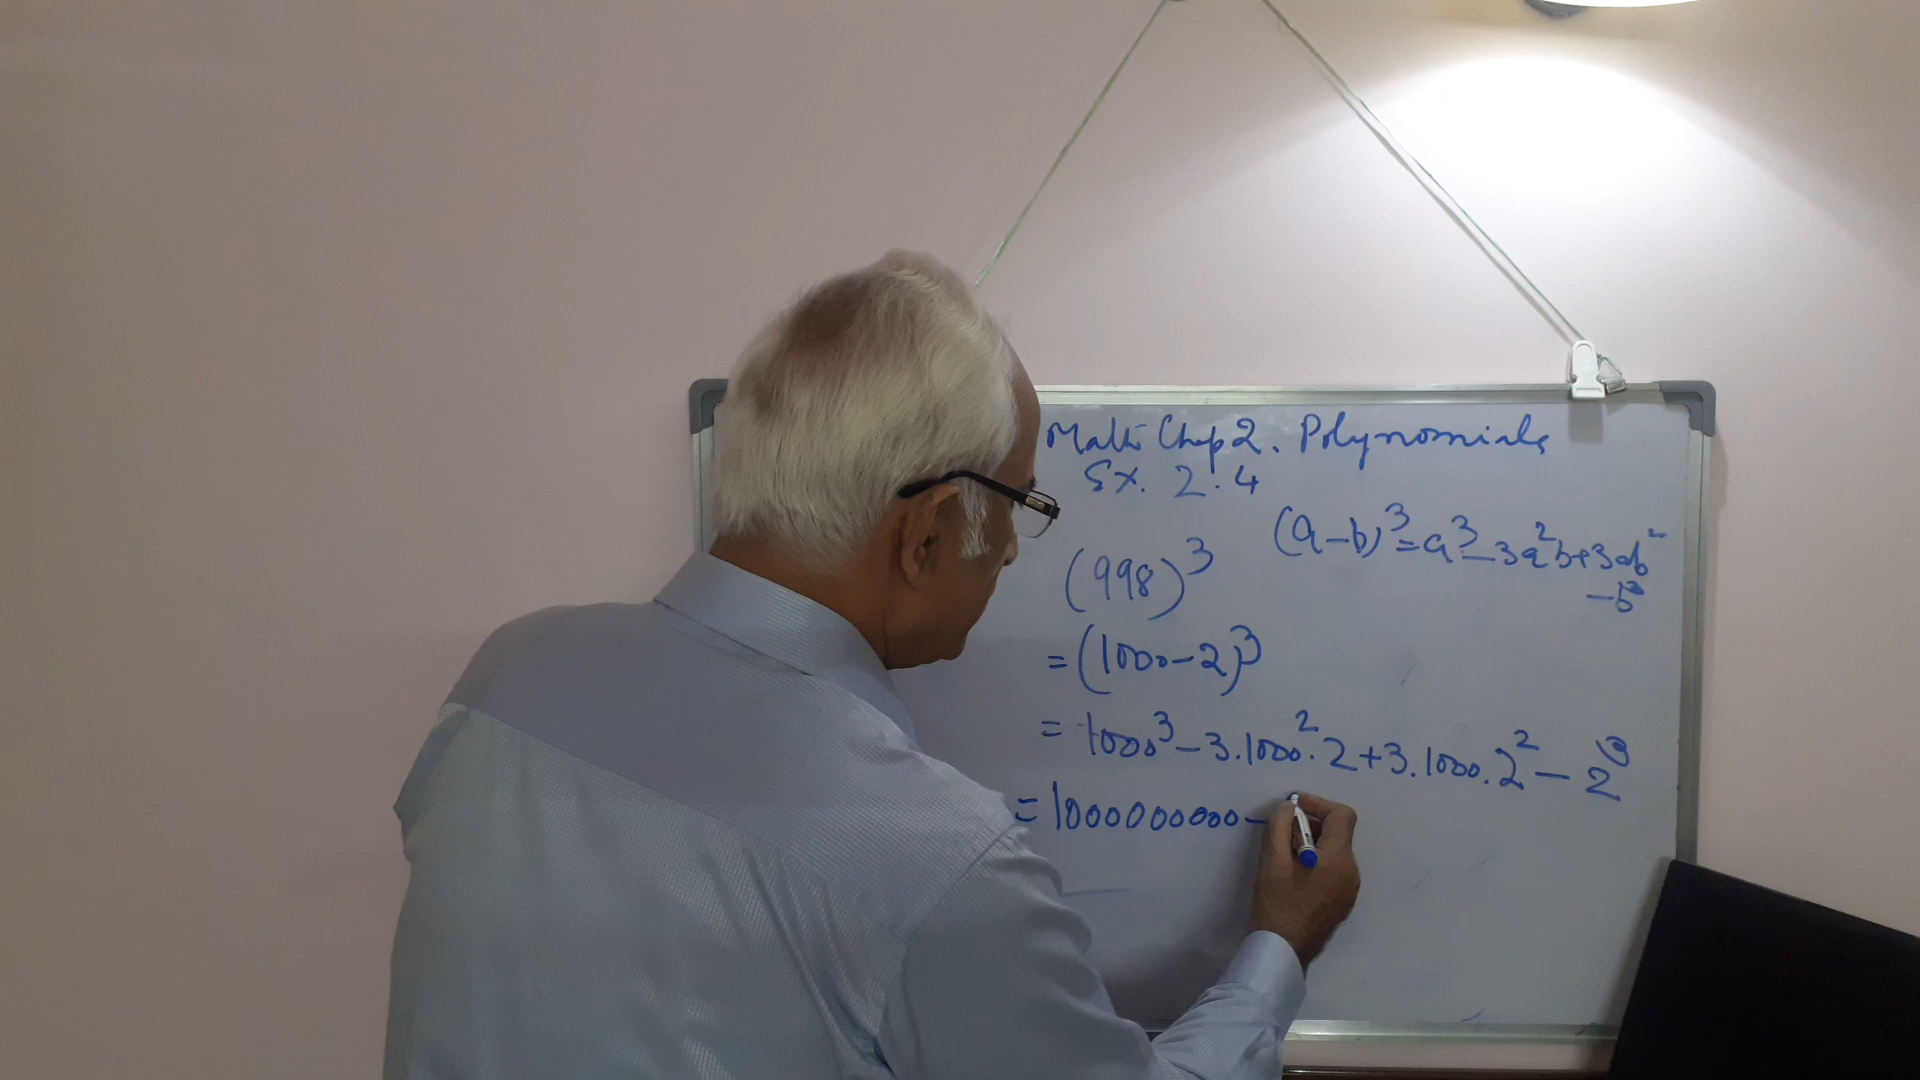 Math Chap 2. Polynomials
Ex. 2.4
(a-b)³=a³-3a²b+3ab²
-b³
(998)³
=(1000-2)³
= 1000³-3.1000².2+3.1000.2²-2³
=1000000000-